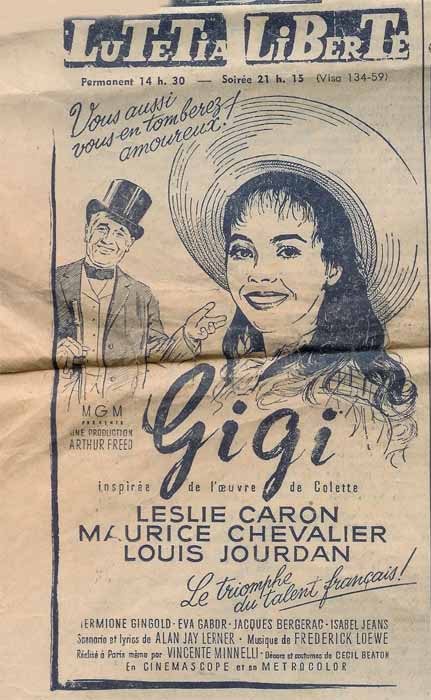 LUTETIA LIBERTÉ
Permanent 14 h. 30 — Soirée 21 h. 15 (Visa 134-59)
Vous aussi
vous en tomberez
amoureux!
MGM
PRESENTE
UNE PRODUCTION
ARTHUR FREED
Gigi
inspirée de l'œuvre de Colette
LESLIE CARON
MAURICE CHEVALIER
LOUIS JOURDAN
Le triomphe
du talent français!
HERMIONE GINGOLD · EVA GABOR · JACQUES BERGERAC · ISABEL JEANS
Scenario et lyrics de ALAN JAY LERNER · Musique de FREDERICK LOEWE
Réalisé à Paris même par VINCENTE MINNELLI · Décors et costumes de CECIL BEATON
En CINEMASCOPE et en METROCOLOR